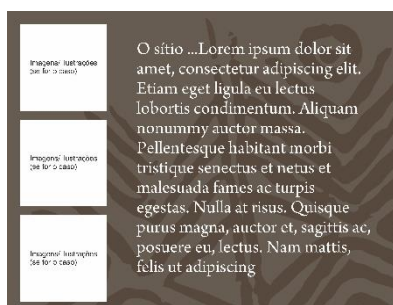 Imagens/ ilustrações
(se for o caso)
O sítio ...Lorem ipsum dolor sit
amet, consectetur adipiscing elit.
Etiam eget ligula eu lectus
lobortis condimentum. Aliquam
nonummy auctor massa.
Pellentesque habitant morbi
tristique senectus et netus et
malesuada fames ac turpis
egestas. Nulla at risus. Quisque
purus magna, auctor et, sagittis ac,
posuere eu, lectus. Nam mattis,
felis ut adipiscing
Imagens/ ilustrações
(se for o caso)
Imagens/ ilustrações
(se for o caso)